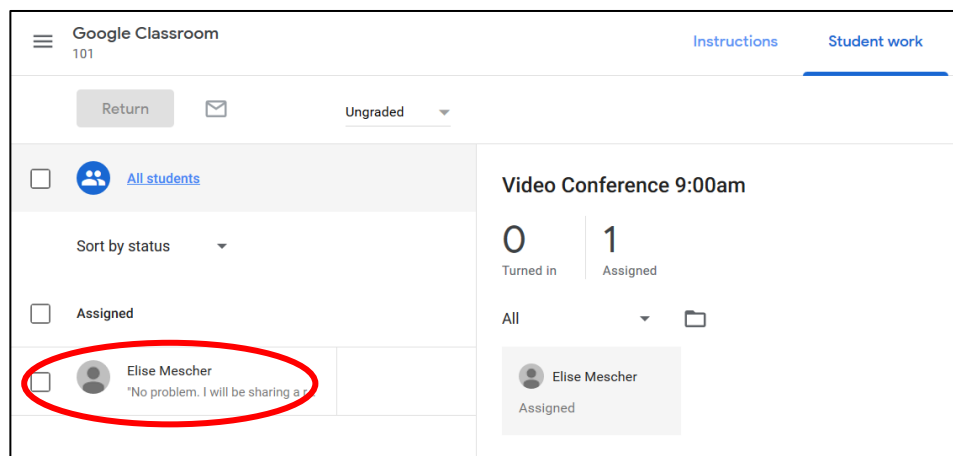 Google Classroom
101
Instructions
Student work
Return
Ungraded
All students
Sort by status
Assigned
Elise Mescher
"No problem. I will be sharing a r...
Video Conference 9:00am
0
Turned in
1
Assigned
All
Elise Mescher
Assigned